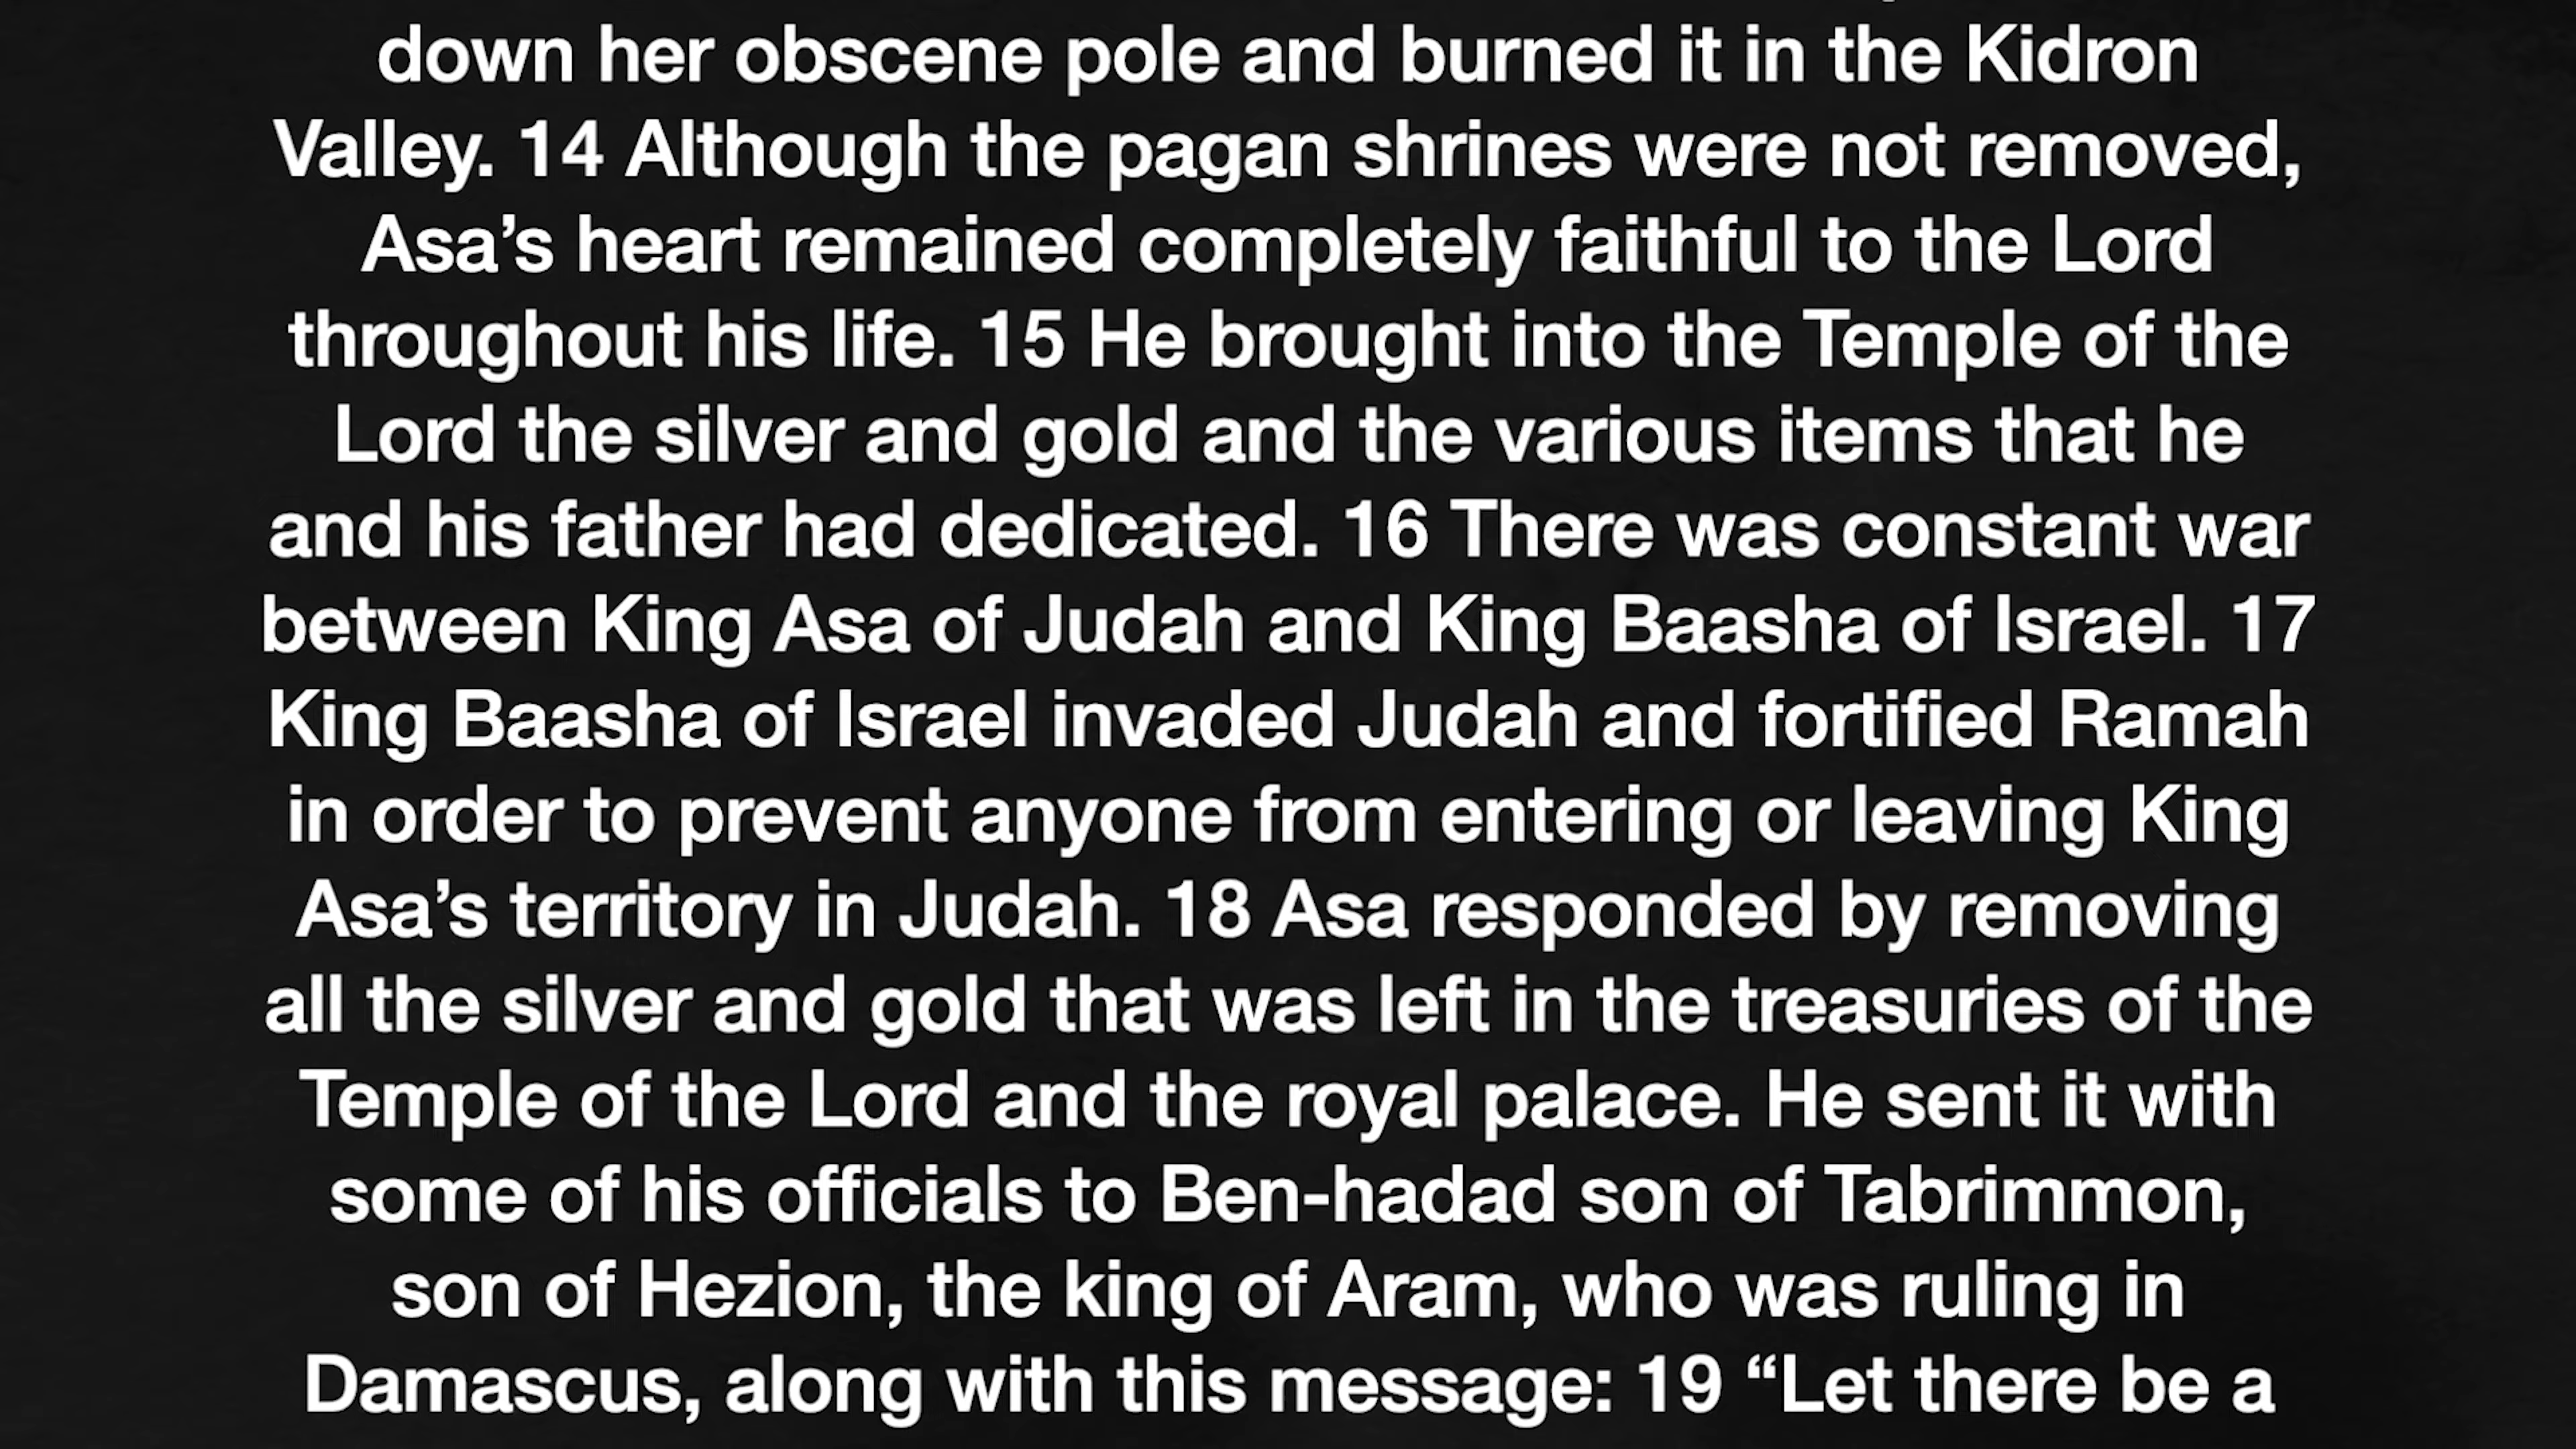 down her obscene pole and burned it in the Kidron
Valley. 14 Although the pagan shrines were not removed,
Asa’s heart remained completely faithful to the Lord
throughout his life. 15 He brought into the Temple of the
Lord the silver and gold and the various items that he
and his father had dedicated. 16 There was constant war
between King Asa of Judah and King Baasha of Israel. 17
King Baasha of Israel invaded Judah and fortified Ramah
in order to prevent anyone from entering or leaving King
Asa’s territory in Judah. 18 Asa responded by removing
all the silver and gold that was left in the treasuries of the
Temple of the Lord and the royal palace. He sent it with
some of his officials to Ben-hadad son of Tabrimmon,
son of Hezion, the king of Aram, who was ruling in
Damascus, along with this message: 19 “Let there be a